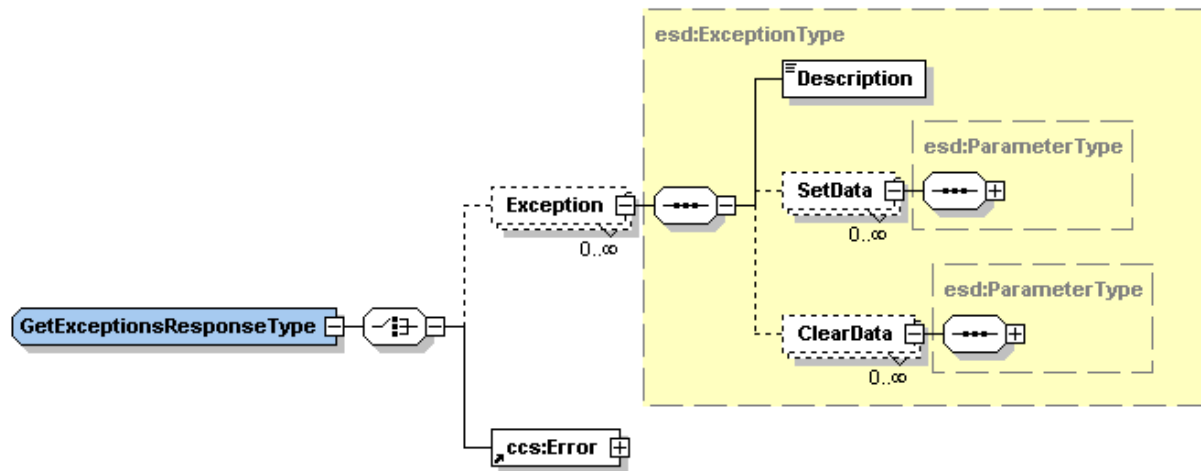 esd:ExceptionType
Description
esd:ParameterType
SetData
0..∞
Exception
0..∞
esd:ParameterType
ClearData
0..∞
GetExceptionsResponseType
ccs:Error